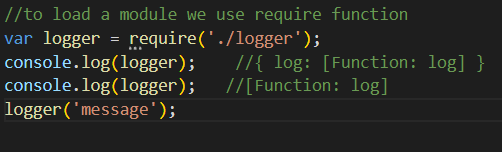 //to load a module we use require function
var logger = require('./logger');
console.log(logger);    //{ log: [Function: log] }
console.log(logger);   //[Function: log]
logger('message');